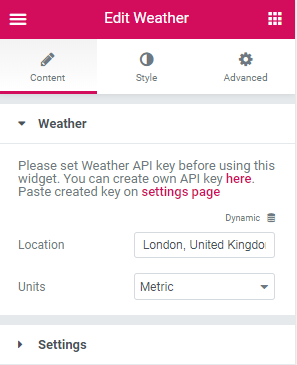 Edit Weather
Content
Style
Advanced
Weather
Please set Weather API key before using this
widget. You can create own API key here.
Paste created key on settings page
Dynamic
Location
London, United Kingdo
Units
Metric
Settings